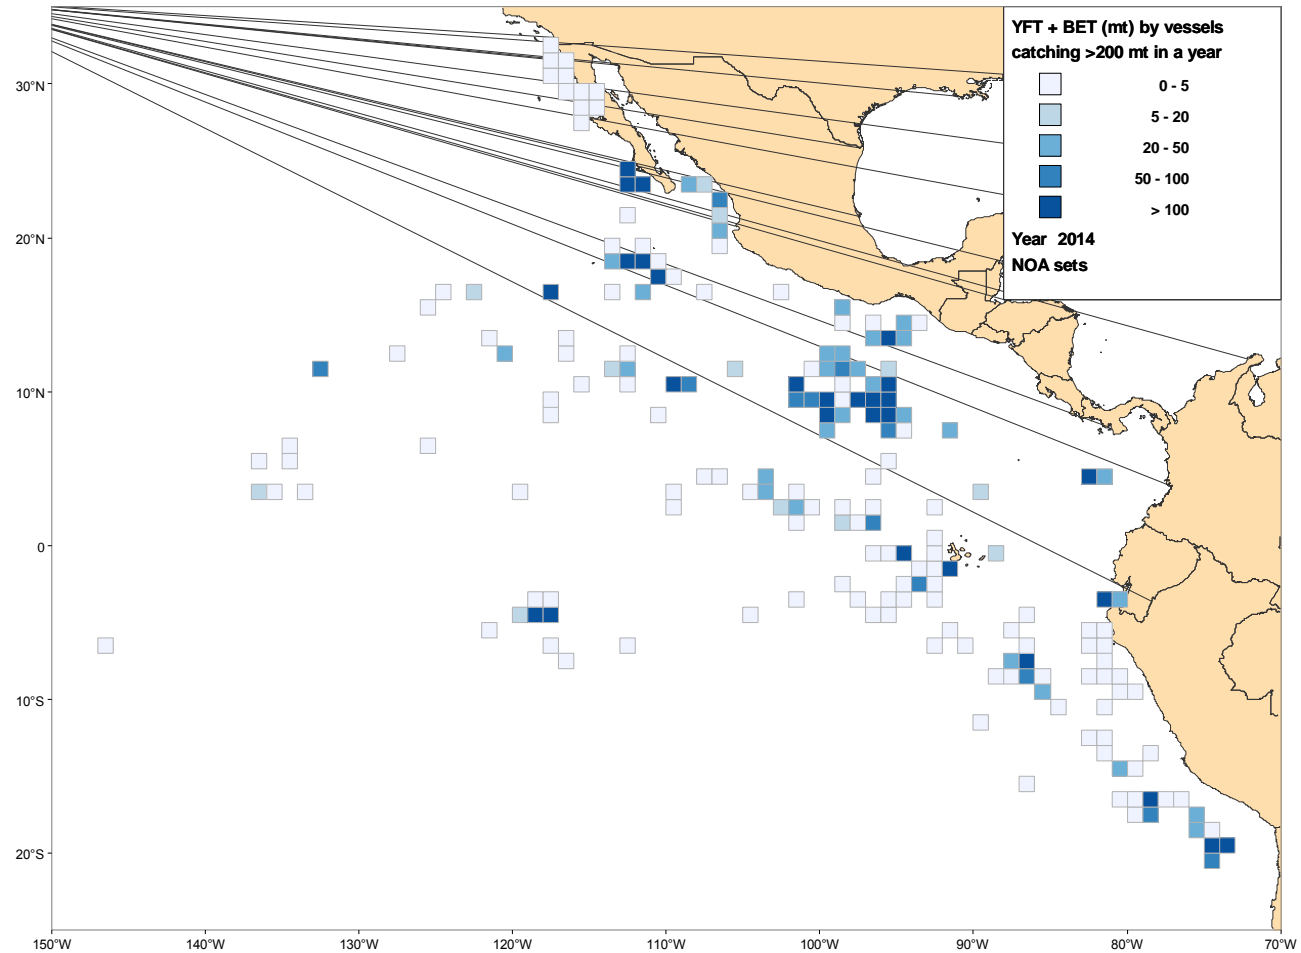 YFT + BET (mt) by vessels
catching >200 mt in a year
0 - 5
5 - 20
20 - 50
50 - 100
> 100
Year 2014
NOA sets
30°N
20°N
10°N
0
10°S
20°S
150°W 140°W 130°W 120°W 110°W 100°W 90°W 80°W 70°W